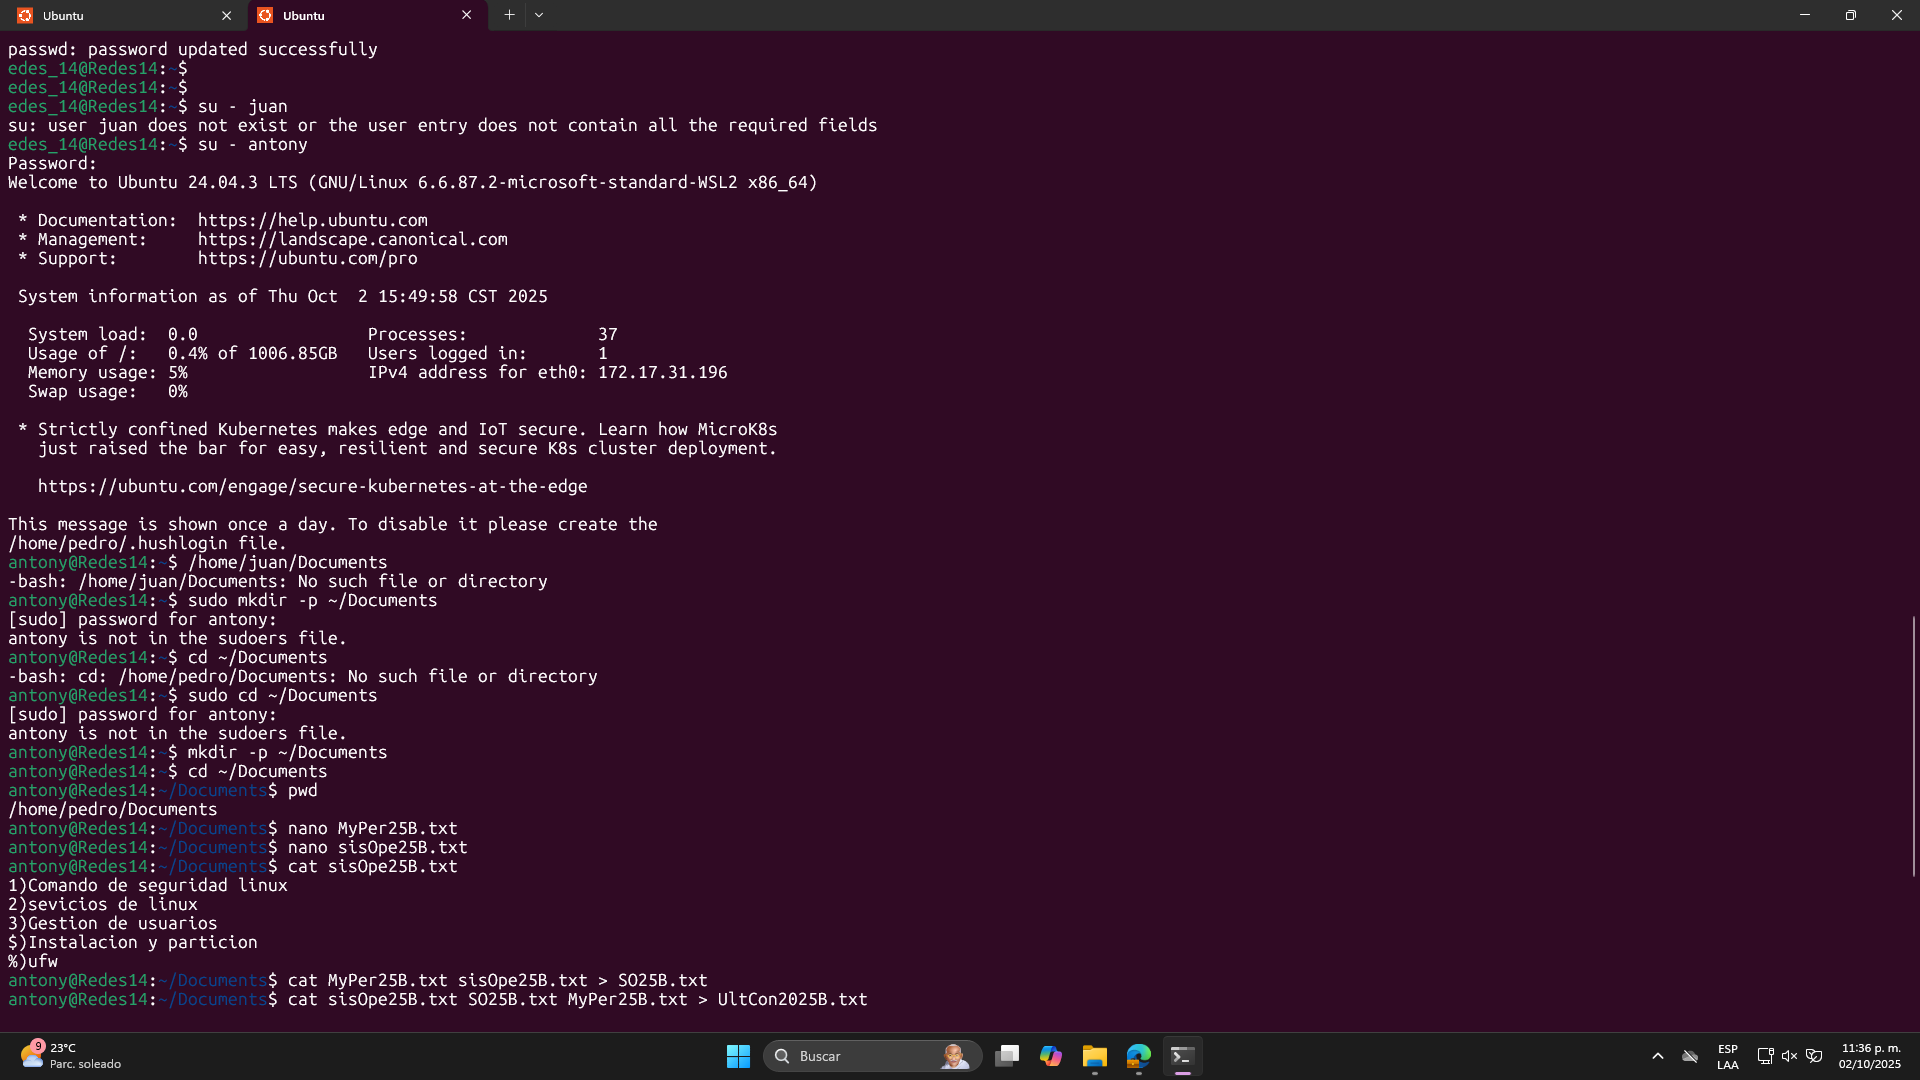 Ubuntu
Ubuntu
passwd: password updated successfully
edes_14@Redes14:~$
edes_14@Redes14:~$
edes_14@Redes14:~$ su - juan
su: user juan does not exist or the user entry does not contain all the required fields
edes_14@Redes14:~$ su - antony
Password:
Welcome to Ubuntu 24.04.3 LTS (GNU/Linux 6.6.87.2-microsoft-standard-WSL2 x86_64)
* Documentation:  https://help.ubuntu.com
* Management:     https://landscape.canonical.com
* Support:        https://ubuntu.com/pro
System information as of Thu Oct  2 15:49:58 CST 2025
System load:  0.0                 Processes:             37
Usage of /:   0.4% of 1006.85GB   Users logged in:       1
Memory usage: 5%                  IPv4 address for eth0: 172.17.31.196
Swap usage:   0%
* Strictly confined Kubernetes makes edge and IoT secure. Learn how MicroK8s
just raised the bar for easy, resilient and secure K8s cluster deployment.
https://ubuntu.com/engage/secure-kubernetes-at-the-edge
This message is shown once a day. To disable it please create the
/home/pedro/.hushlogin file.
antony@Redes14:~$ /home/juan/Documents
-bash: /home/juan/Documents: No such file or directory
antony@Redes14:~$ sudo mkdir -p ~/Documents
[sudo] password for antony:
antony is not in the sudoers file.
antony@Redes14:~$ cd ~/Documents
-bash: cd: /home/pedro/Documents: No such file or directory
antony@Redes14:~$ sudo cd ~/Documents
[sudo] password for antony:
antony is not in the sudoers file.
antony@Redes14:~$ mkdir -p ~/Documents
antony@Redes14:~$ cd ~/Documents
antony@Redes14:~/Documents$ pwd
/home/pedro/Documents
antony@Redes14:~/Documents$ nano MyPer25B.txt
antony@Redes14:~/Documents$ nano sisOpe25B.txt
antony@Redes14:~/Documents$ cat sisOpe25B.txt
1)Comando de seguridad linux
2)sevicios de linux
3)Gestion de usuarios
$)Instalacion y particion
%)ufw
antony@Redes14:~/Documents$ cat MyPer25B.txt sisOpe25B.txt > SO25B.txt
antony@Redes14:~/Documents$ cat sisOpe25B.txt SO25B.txt MyPer25B.txt > UltCon2025B.txt
9
23°C
Parc. soleado
Buscar
ESP
LAA
11:36 p. m.
02/10/2025